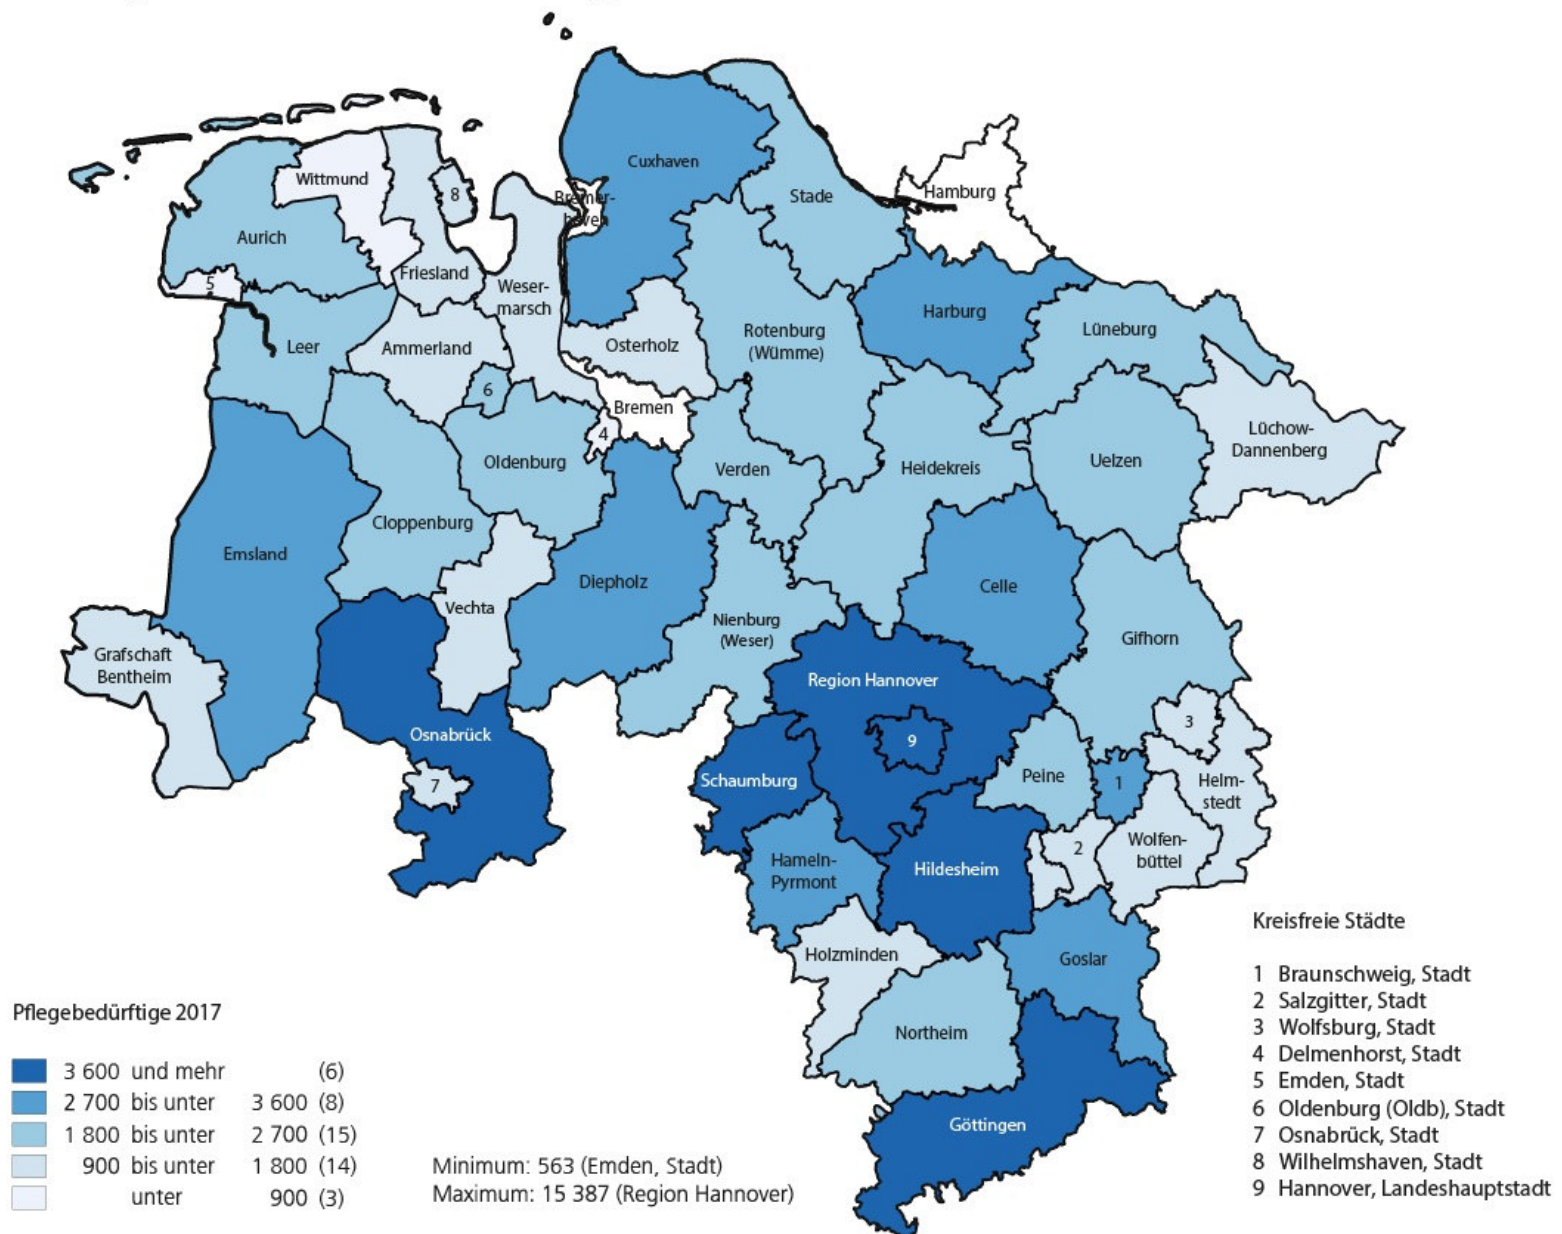 Wittmund
8
Cuxhaven
Bremer-
haven
Stade
Hamburg
Aurich
5
Friesland
Weser-
marsch
Harburg
Lüneburg
Leer
Ammerland
Osterholz
Rotenburg
(Wümme)
6
Bremen
4
Oldenburg
Verden
Heidekreis
Uelzen
Lüchow-
Dannenberg
Cloppenburg
Emsland
Diepholz
Celle
Vechta
Nienburg
(Weser)
Gifhorn
Grafschaft
Bentheim
Region Hannover
3
Osnabrück
9
7
Schaumburg
Peine
1
Helm-
stedt
2
Wolfen-
büttel
Hameln-
Pyrmont
Hildesheim
Holzminden
Goslar
Northeim
Göttingen
Kreisfreie Städte
1 Braunschweig, Stadt
2 Salzgitter, Stadt
3 Wolfsburg, Stadt
4 Delmenhorst, Stadt
5 Emden, Stadt
6 Oldenburg (Oldb), Stadt
7 Osnabrück, Stadt
8 Wilhelmshaven, Stadt
9 Hannover, Landeshauptstadt
Pflegebedürftige 2017
3 600 und mehr (6)
2 700 bis unter 3 600 (8)
1 800 bis unter 2 700 (15)
900 bis unter 1 800 (14)
unter 900 (3)
Minimum: 563 (Emden, Stadt)
Maximum: 15 387 (Region Hannover)